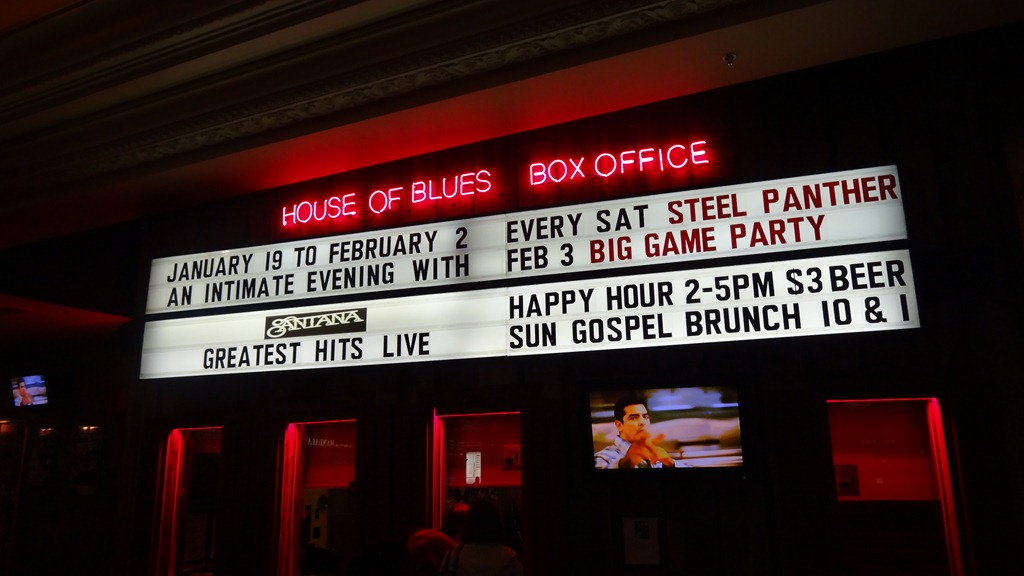 HOUSE OF BLUES BOX OFFICE
JANUARY 19 TO FEBRUARY 2
AN INTIMATE EVENING WITH
SANTANA
GREATEST HITS LIVE
EVERY SAT STEEL PANTHER
FEB 3 BIG GAME PARTY
HAPPY HOUR 2-5PM S3 BEER
SUN GOSPEL BRUNCH 10 & 1